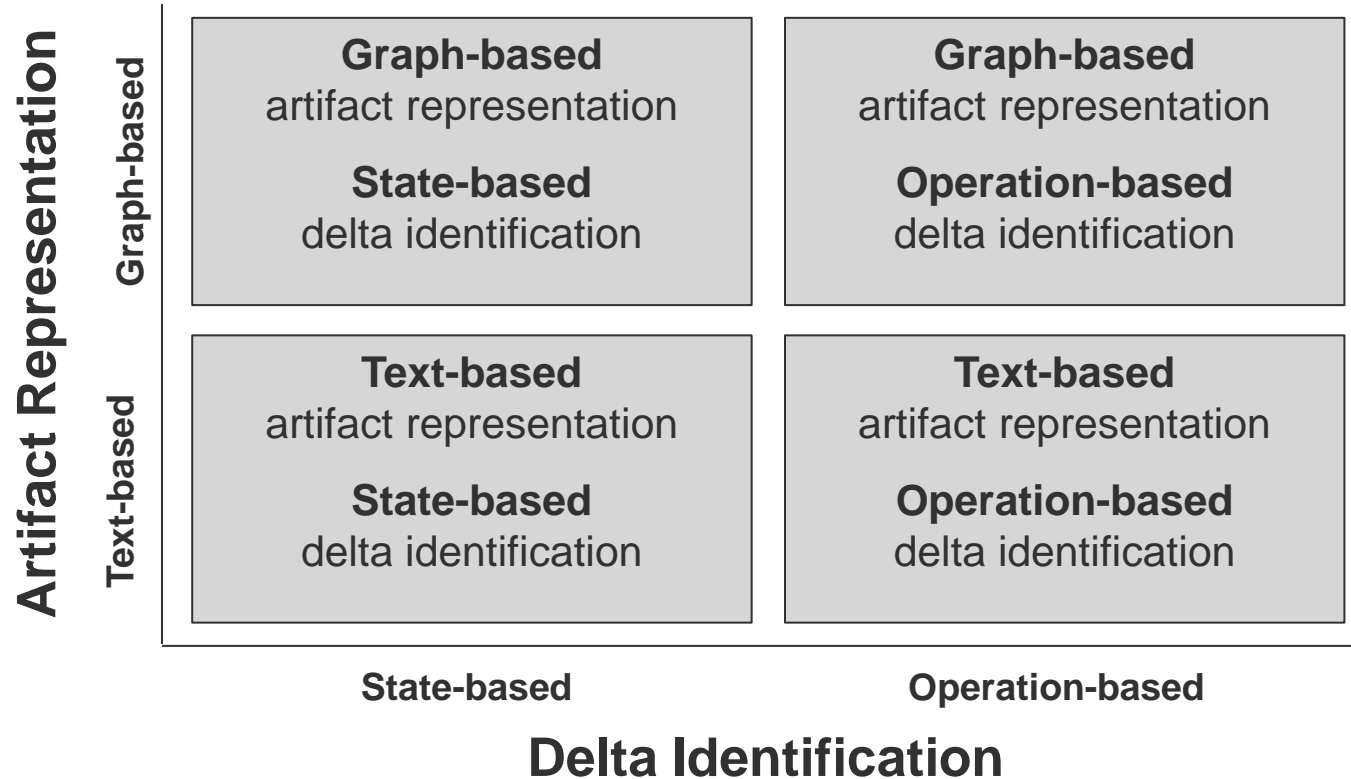 Artifact Representation
Graph-based
Graph-based
artifact representation
State-based
delta identification
Graph-based
artifact representation
Operation-based
delta identification
Text-based
Text-based
artifact representation
State-based
delta identification
Text-based
artifact representation
Operation-based
delta identification
State-based
Operation-based
Delta Identification